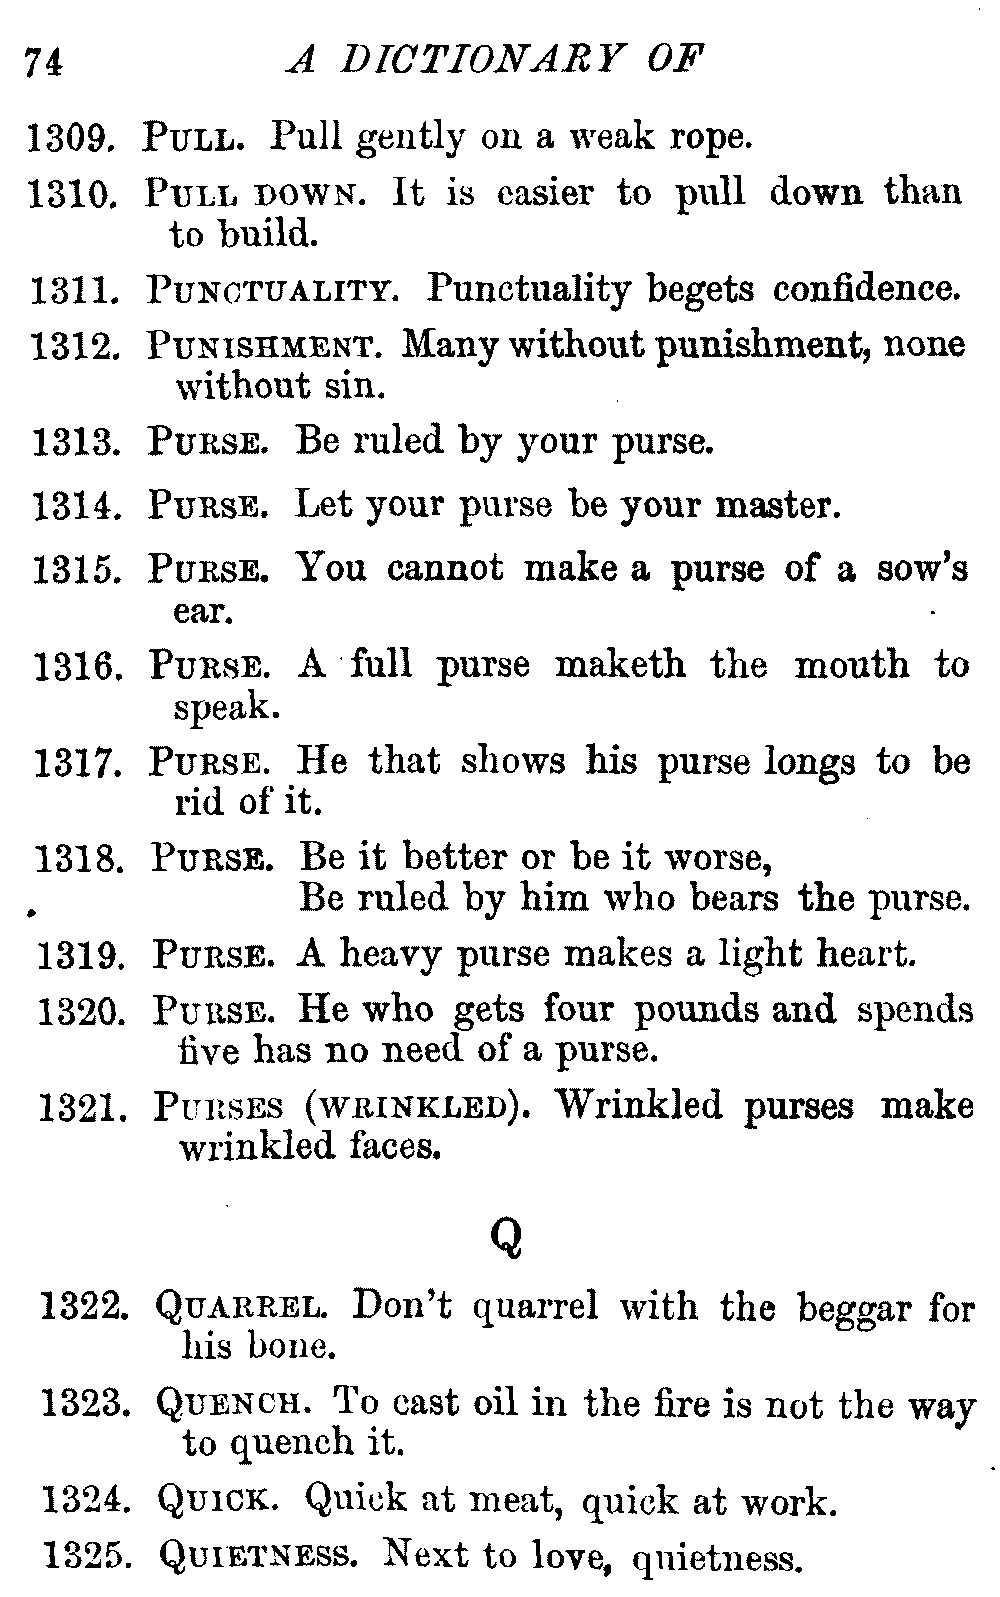 74 A DICTIONARY OF
1309. PULL. Pull gently on a weak rope.
1310. PULL DOWN. It is easier to pull down than
to build.
1311. PUNCTUALITY. Punctuality begets confidence.
1312. PUNISHMENT. Many without punishment, none
without sin.
1313. PURSE. Be ruled by your purse.
1314. PURSE. Let your purse be your master.
1315. PURSE. You cannot make a purse of a sow's
ear.
1316. PURSE. A full purse maketh the mouth to
speak.
1317. PURSE. He that shows his purse longs to be
rid of it.
1318. PURSE. Be it better or be it worse,
Be ruled by him who bears the purse.
1319. PURSE. A heavy purse makes a light heart.
1320. PURSE. He who gets four pounds and spends
five has no need of a purse.
1321. PURSES (WRINKLED). Wrinkled purses make
wrinkled faces.
Q
1322. QUARREL. Don't quarrel with the beggar for
his bone.
1323. QUENCH. To cast oil in the fire is not the way
to quench it.
1324. QUICK. Quick at meat, quick at work.
1325. QUIETNESS. Next to love, quietness.